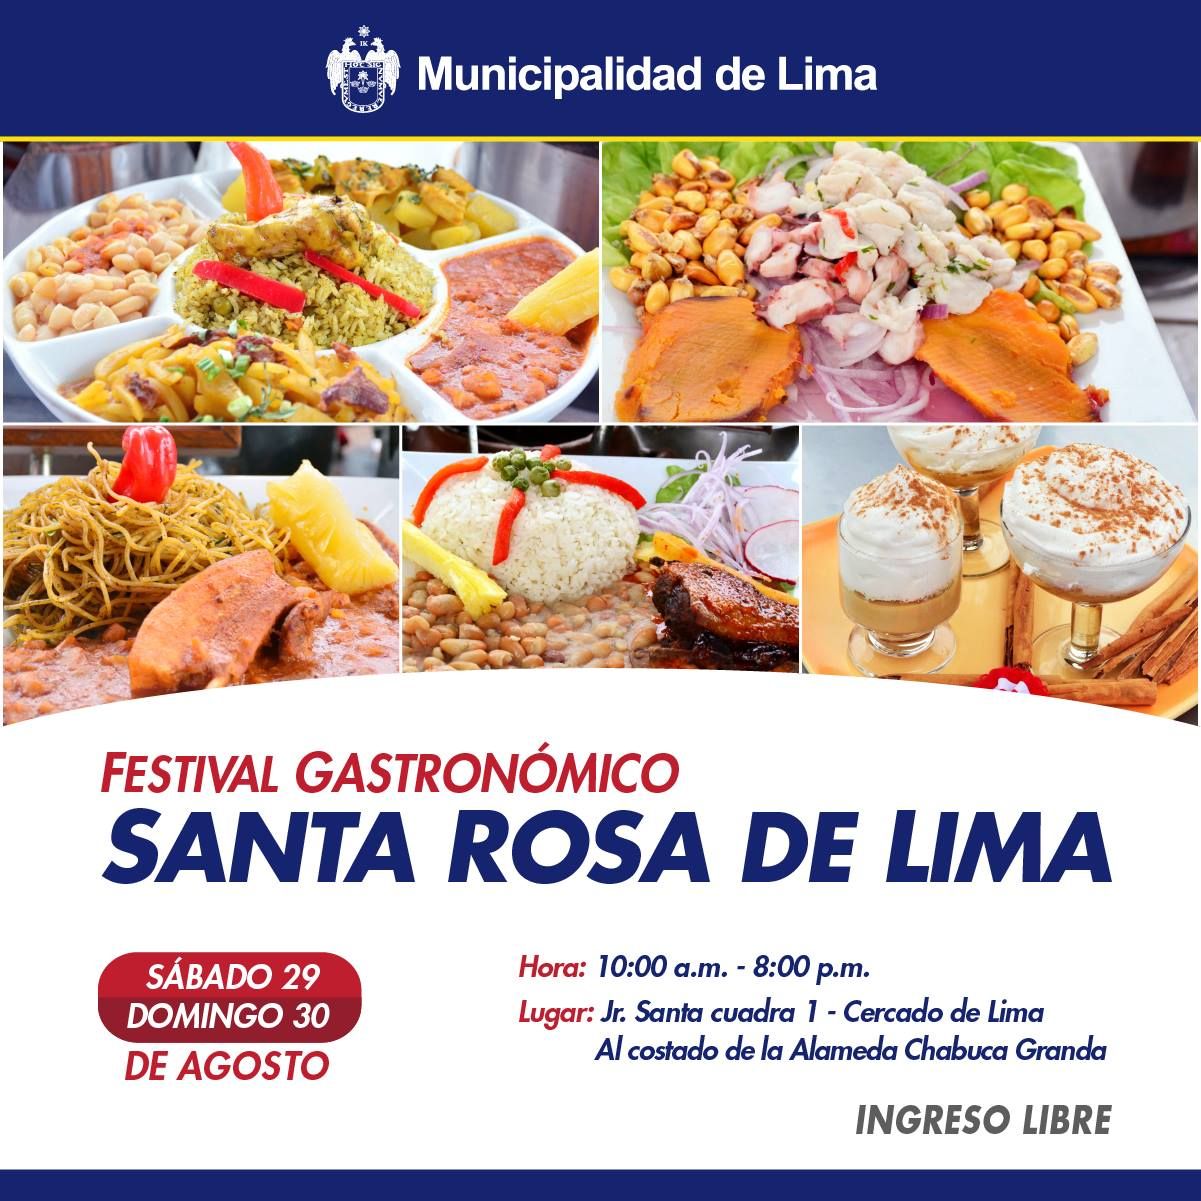 Municipalidad de Lima
FESTIVAL GASTRONÓMICO
SANTA ROSA DE LIMA
SÁBADO 29
DOMINGO 30
DE AGOSTO
Hora: 10:00 a.m. - 8:00 p.m.
Lugar: Jr. Santa cuadra 1 - Cercado de Lima
Al costado de la Alameda Chabuca Granda
INGRESO LIBRE